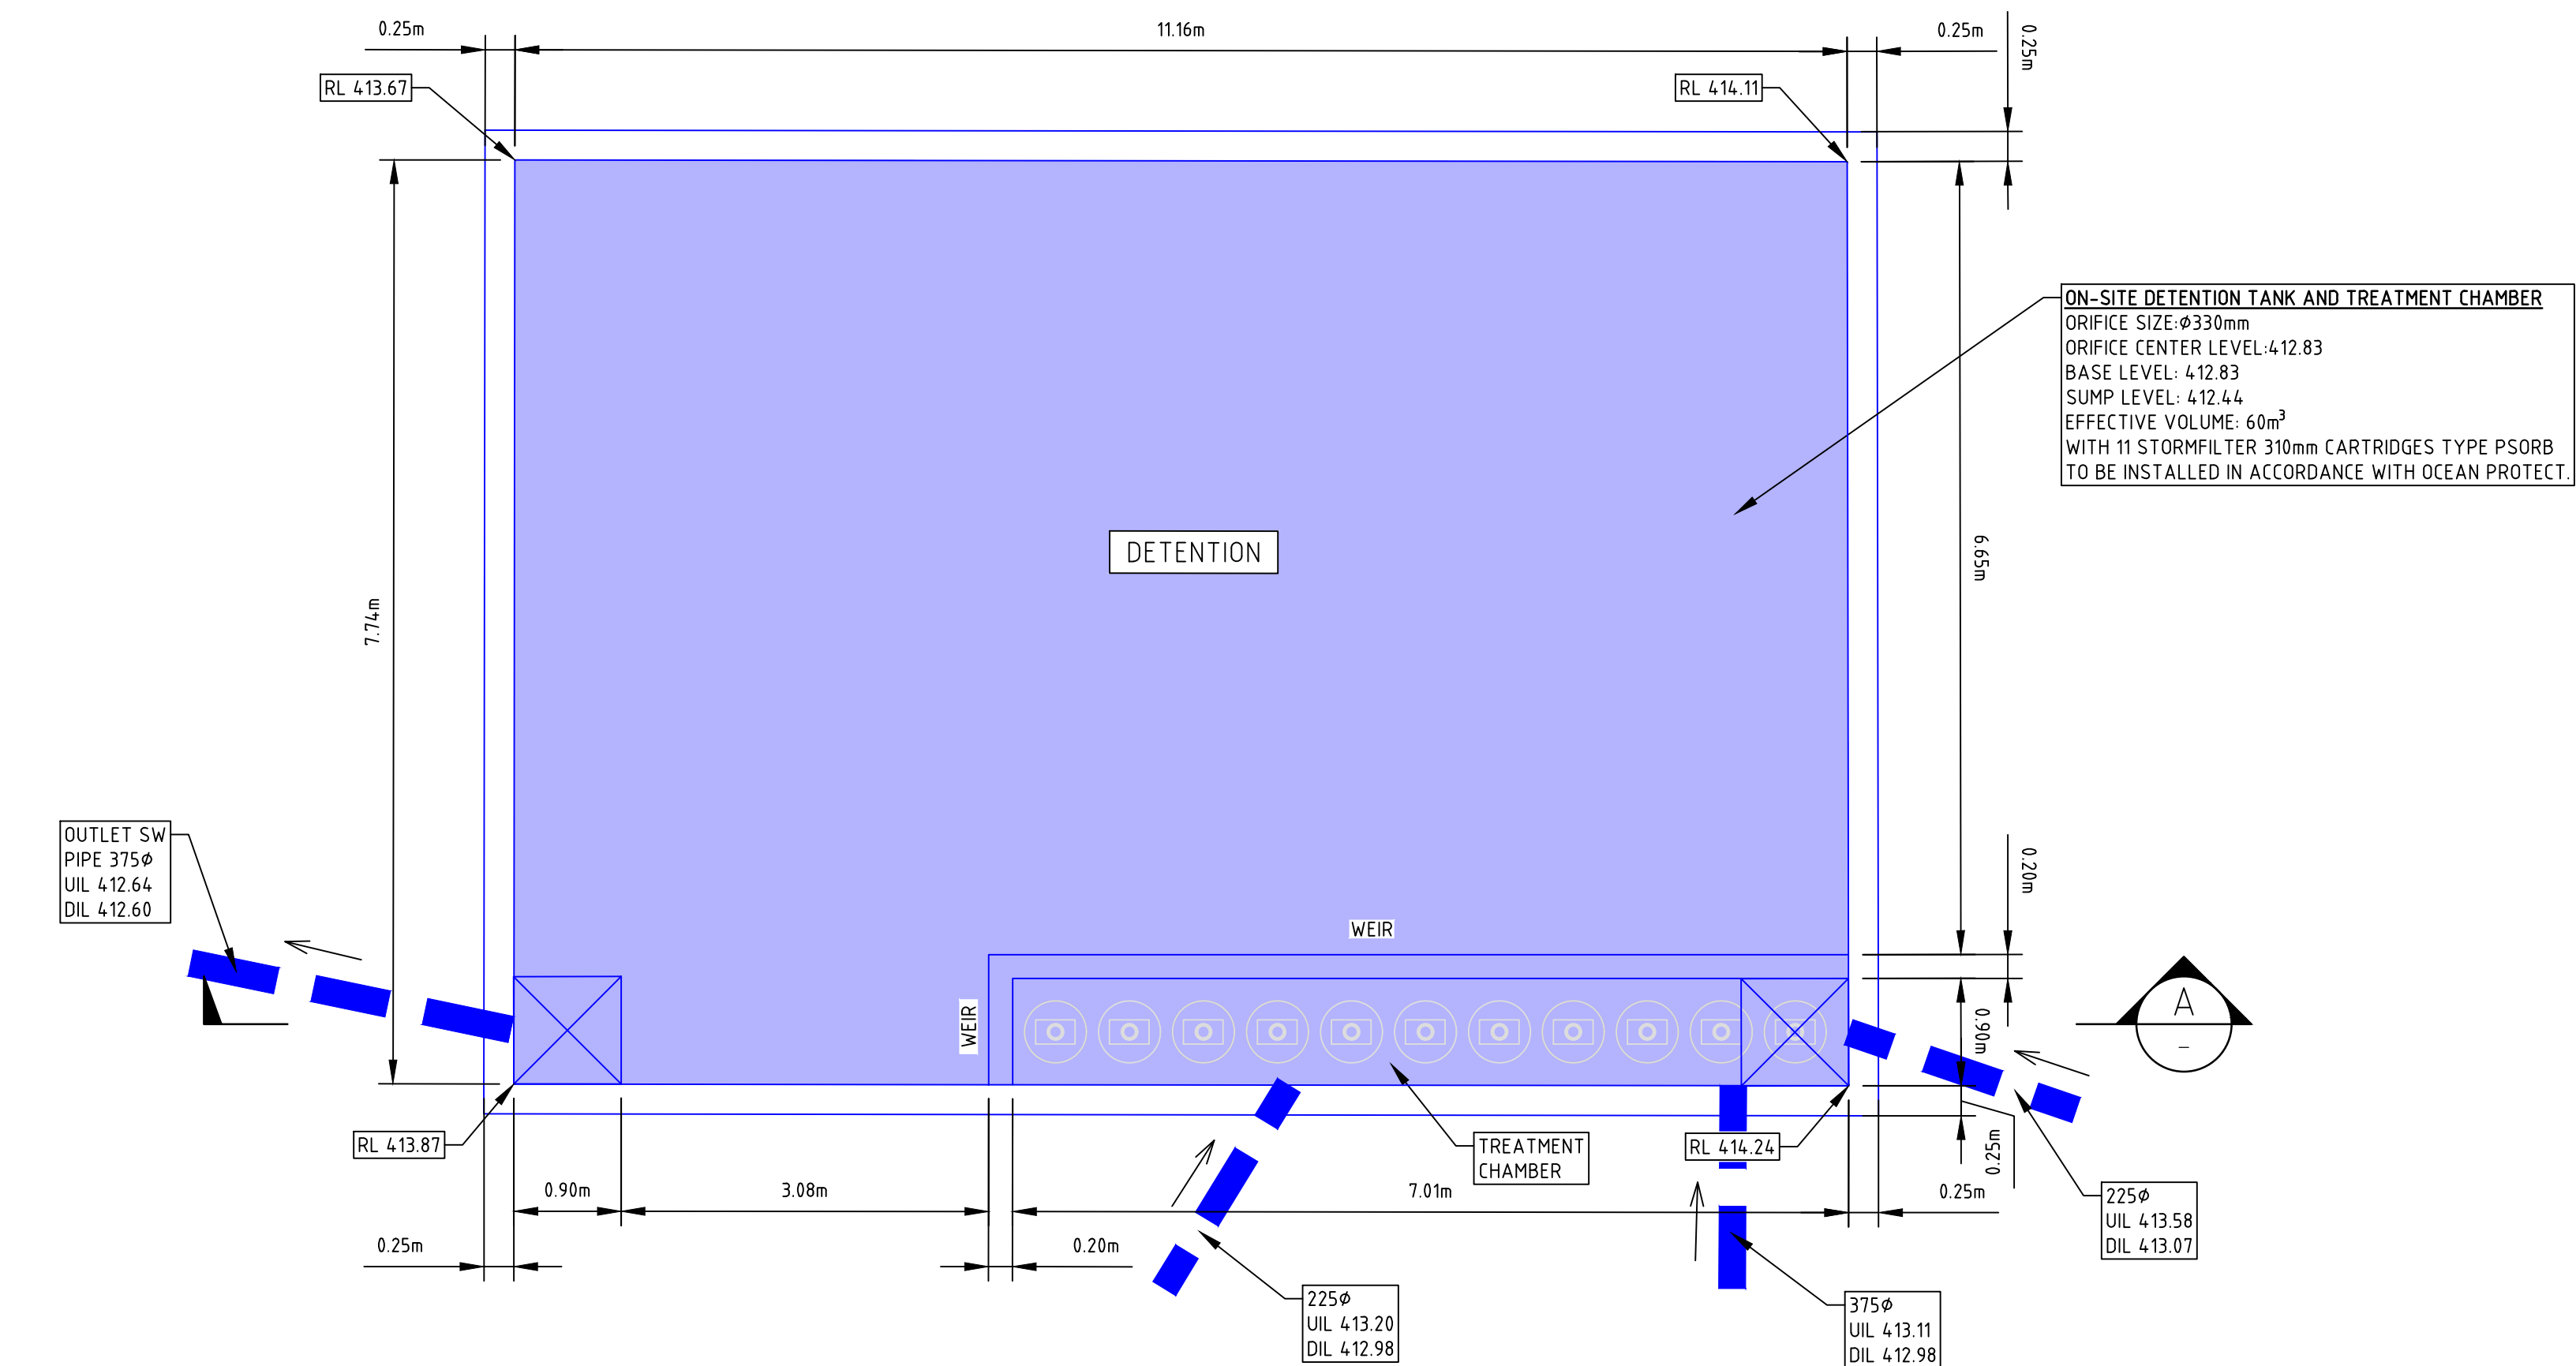 0.25m
11.16m
0.25m
0.25m
RL 413.67
RL 414.11
ON-SITE DETENTION TANK AND TREATMENT CHAMBER
ORIFICE SIZE:Ø330mm
ORIFICE CENTER LEVEL:412.83
BASE LEVEL: 412.83
SUMP LEVEL: 412.44
EFFECTIVE VOLUME: 60m³
WITH 11 STORMFILTER 310mm CARTRIDGES TYPE PSORB
TO BE INSTALLED IN ACCORDANCE WITH OCEAN PROTECT.
DETENTION
6.65m
7.74m
OUTLET SW
PIPE 375Ø
UIL 412.64
DIL 412.60
0.20m
WEIR
WEIR
0.90m
A
-
RL 413.87
TREATMENT
CHAMBER
RL 414.24
0.25m
0.90m
3.08m
7.01m
0.25m
225Ø
UIL 413.58
DIL 413.07
0.25m
0.20m
225Ø
UIL 413.20
DIL 412.98
375Ø
UIL 413.11
DIL 412.98